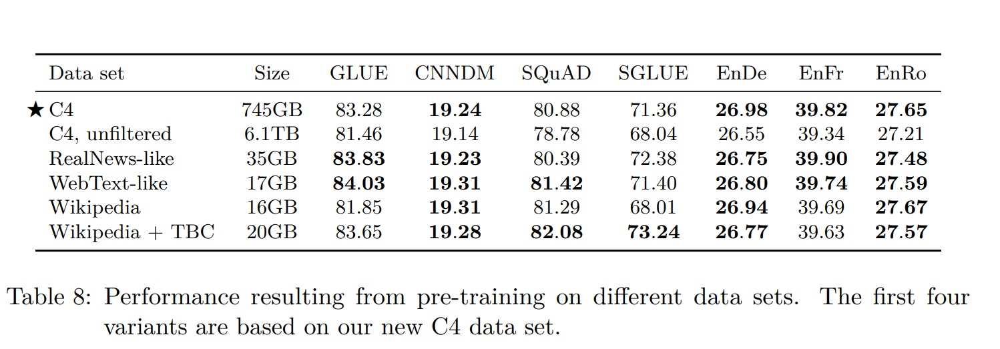 Data set Size GLUE CNNDM SQuAD SGLUE EnDe EnFr EnRo
★ C4 745GB 83.28 19.24 80.88 71.36 26.98 39.82 27.65
C4, unfiltered 6.1TB 81.46 19.14 78.78 68.04 26.55 39.34 27.21
RealNews-like 35GB 83.83 19.23 80.39 72.38 26.75 39.90 27.48
WebText-like 17GB 84.03 19.31 81.42 71.40 26.80 39.74 27.59
Wikipedia 16GB 81.85 19.31 81.29 68.01 26.94 39.69 27.67
Wikipedia + TBC 20GB 83.65 19.28 82.08 73.24 26.77 39.63 27.57
Table 8: Performance resulting from pre-training on different data sets. The first four
variants are based on our new C4 data set.